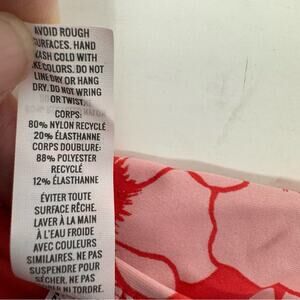 AVOID ROUGH
SURFACES. HAND
WASH COLD WITH
LIKE COLORS. DO NOT
LINE DRY OR HANG
DRY. DO NOT WRING
OR TWIST.
CORPS:
80% NYLON RECYCLÉ
20% ÉLASTHANNE
CORPS DOUBLURE:
88% POLYESTER
RECYCLÉ
12% ÉLASTHANNE
ÉVITER TOUTE
SURFACE RÊCHE.
LAVER À LA MAIN
À L'EAU FROIDE
AVEC COULEURS
SIMILAIRES. NE PAS
SUSPENDRE POUR
SÉCHER. NE PAS
NI TORDRE.